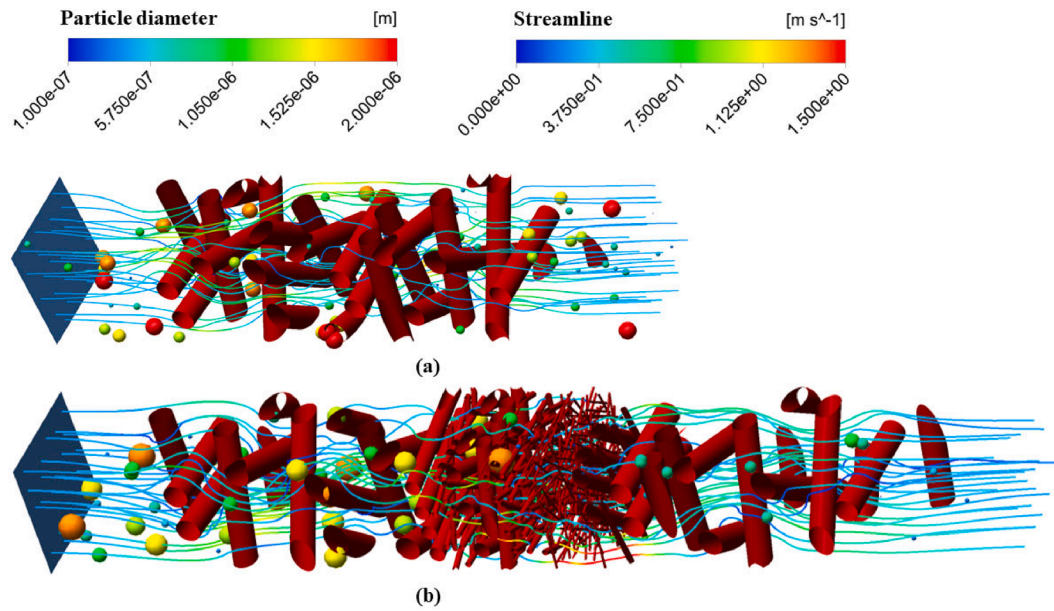 Particle diameter [m]
1.000e-07 5.750e-07 1.050e-06 1.525e-06 2.000e-06
Streamline [m s^-1]
0.000e+00 3.750e-01 7.500e-01 1.125e+00 1.500e+00
(a)
(b)